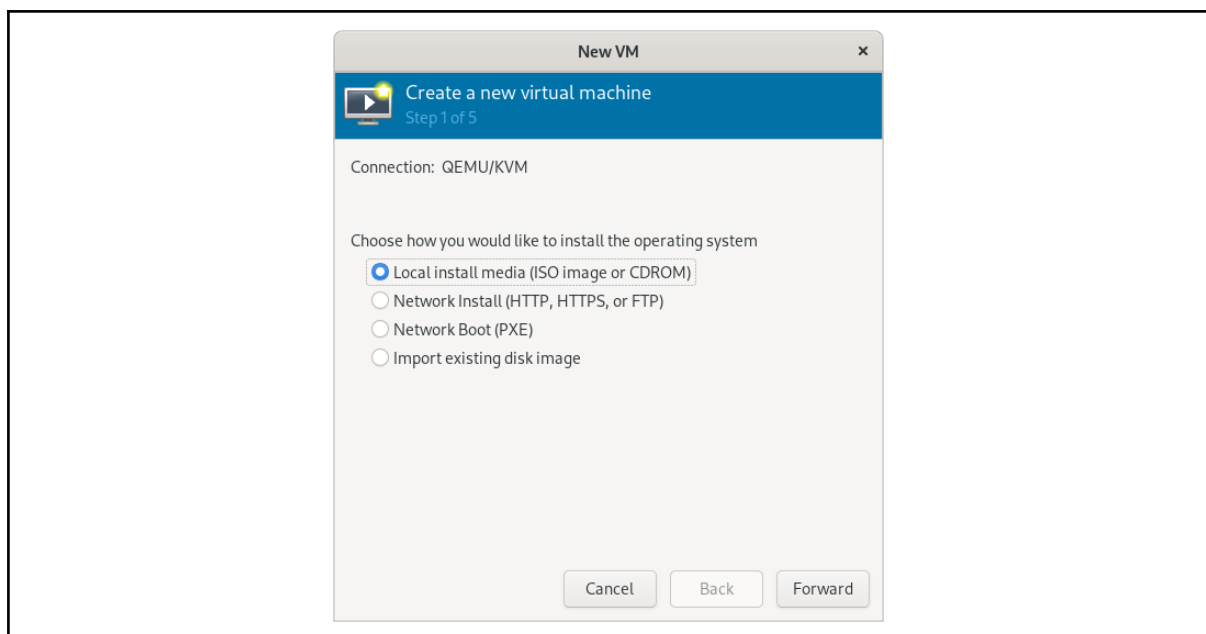 New VM
Create a new virtual machine
Step 1 of 5
Connection: QEMU/KVM
Choose how you would like to install the operating system
Local install media (ISO image or CDROM)
Network Install (HTTP, HTTPS, or FTP)
Network Boot (PXE)
Import existing disk image
Cancel Back Forward